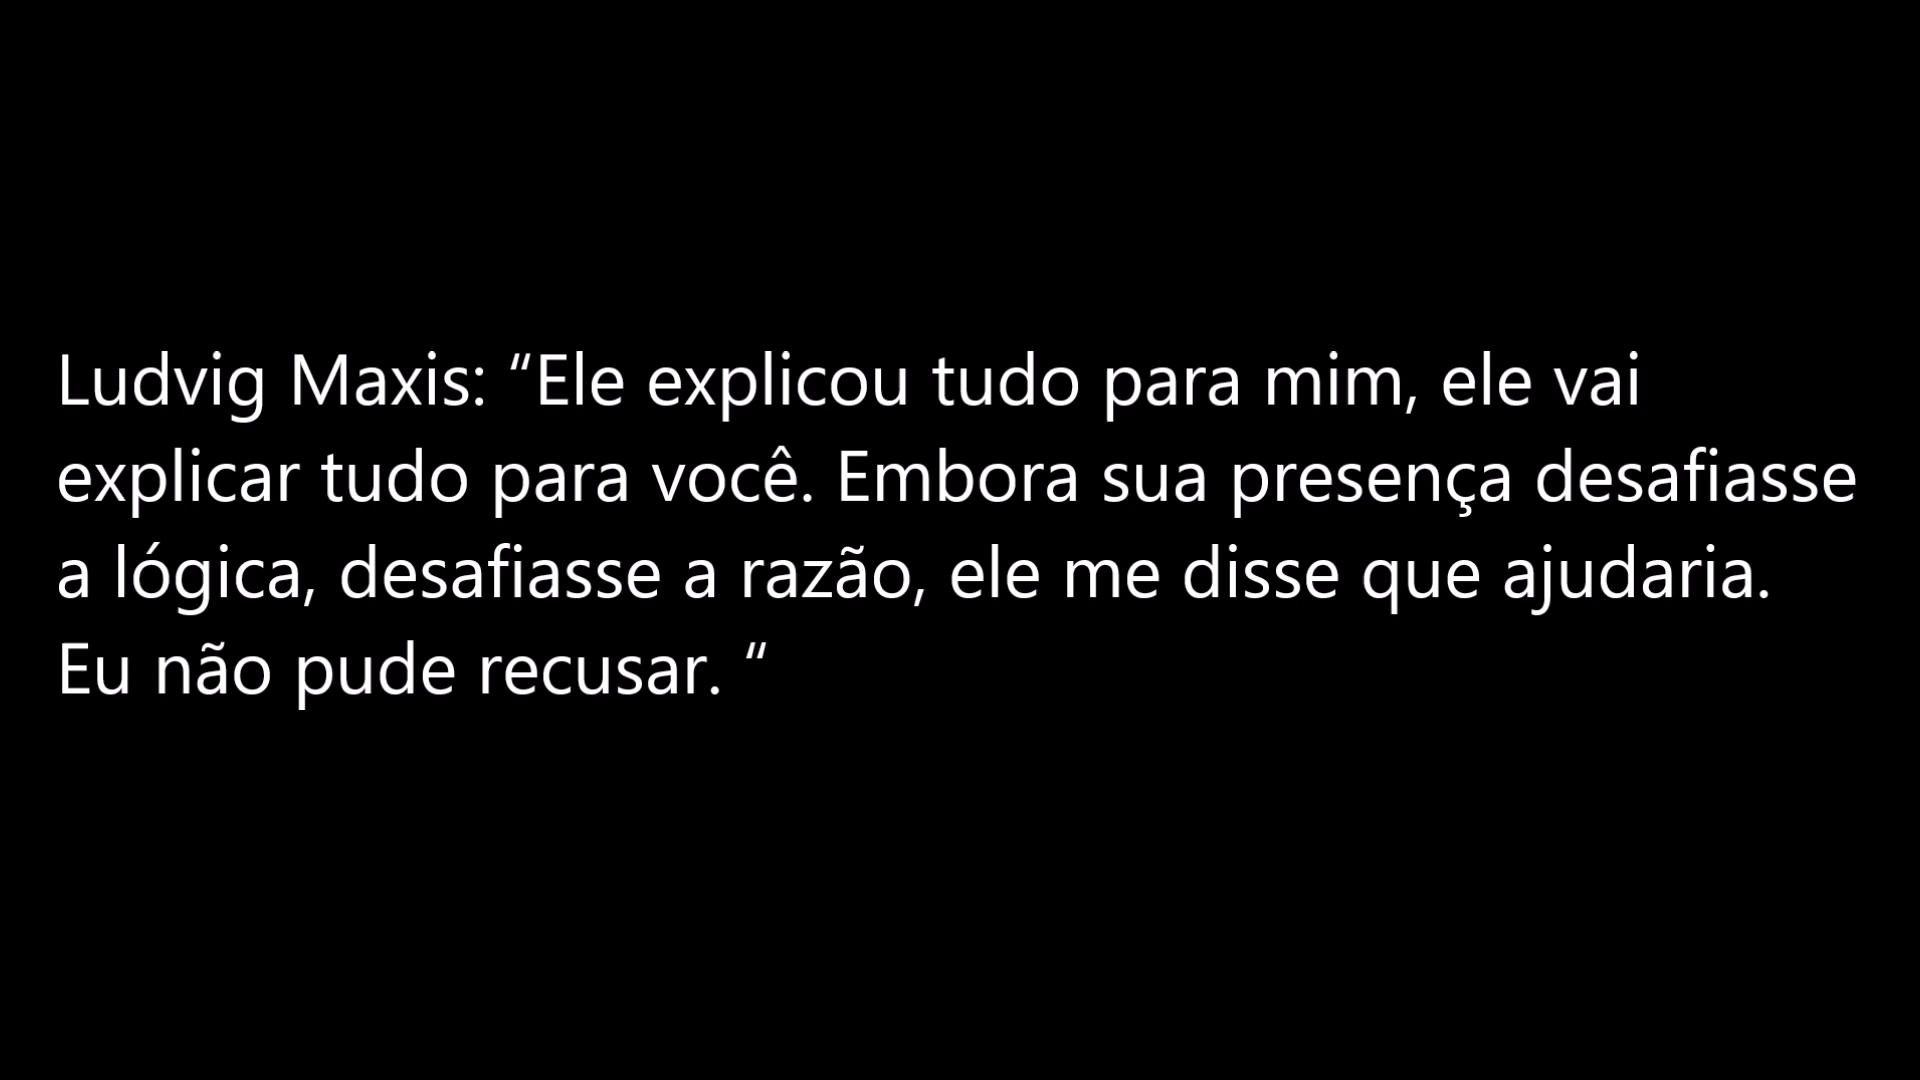 Ludvig Maxis: “Ele explicou tudo para mim, ele vai
explicar tudo para você. Embora sua presença desafiasse
a lógica, desafiasse a razão, ele me disse que ajudaria.
Eu não pude recusar. “